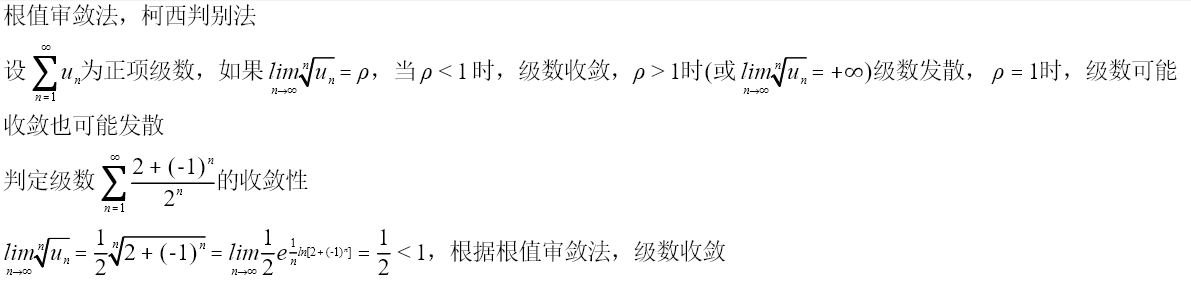 根值审敛法，柯西判别法
设 $\sum_{n=1}^{\infty} u_n$ 为正项级数，如果 $\lim_{n\to\infty} \sqrt[n]{u_n} = \rho$，当 $\rho < 1$ 时，级数收敛，$\rho > 1$时(或 $\lim_{n\to\infty} \sqrt[n]{u_n} = +\infty$)级数发散，$\rho = 1$时，级数可能
收敛也可能发散
判定级数 $\sum_{n=1}^{\infty} \frac{2+(-1)^n}{2^n}$ 的收敛性
$\lim_{n\to\infty} \sqrt[n]{u_n} = \frac{1}{2} \sqrt[n]{2+(-1)^n} = \lim_{n\to\infty} \frac{1}{2} e^{\frac{1}{n} ln[2+(-1)^n]} = \frac{1}{2} < 1$，根据根值审敛法，级数收敛